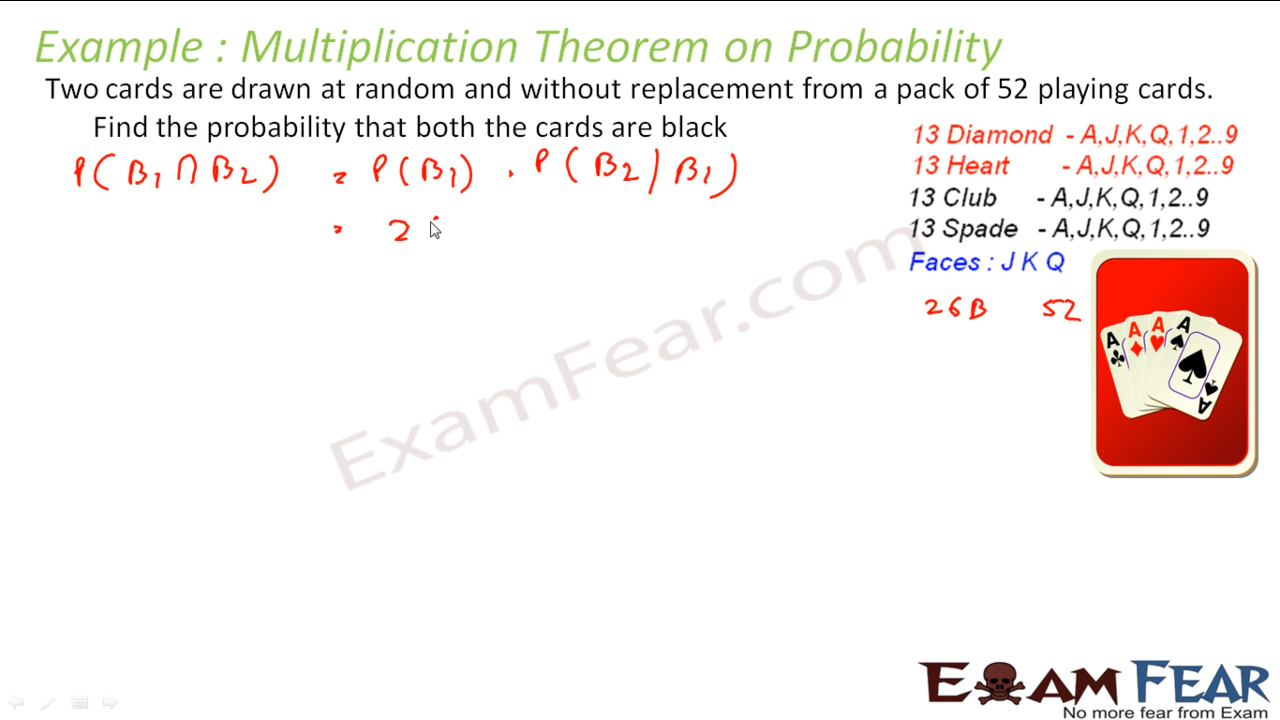 Example : Multiplication Theorem on Probability
Two cards are drawn at random and without replacement from a pack of 52 playing cards.
Find the probability that both the cards are black
P(B₁ ∩ B₂) = P(B₁) . P(B₂ | B₁)
= 2
13 Diamond - A,J,K,Q,1,2..9
13 Heart - A,J,K,Q,1,2..9
13 Club - A,J,K,Q,1,2..9
13 Spade - A,J,K,Q,1,2..9
Faces : J K Q
26B 52
A A A A
A
ExamFear.com
EXAM FEAR
No more fear from Exam